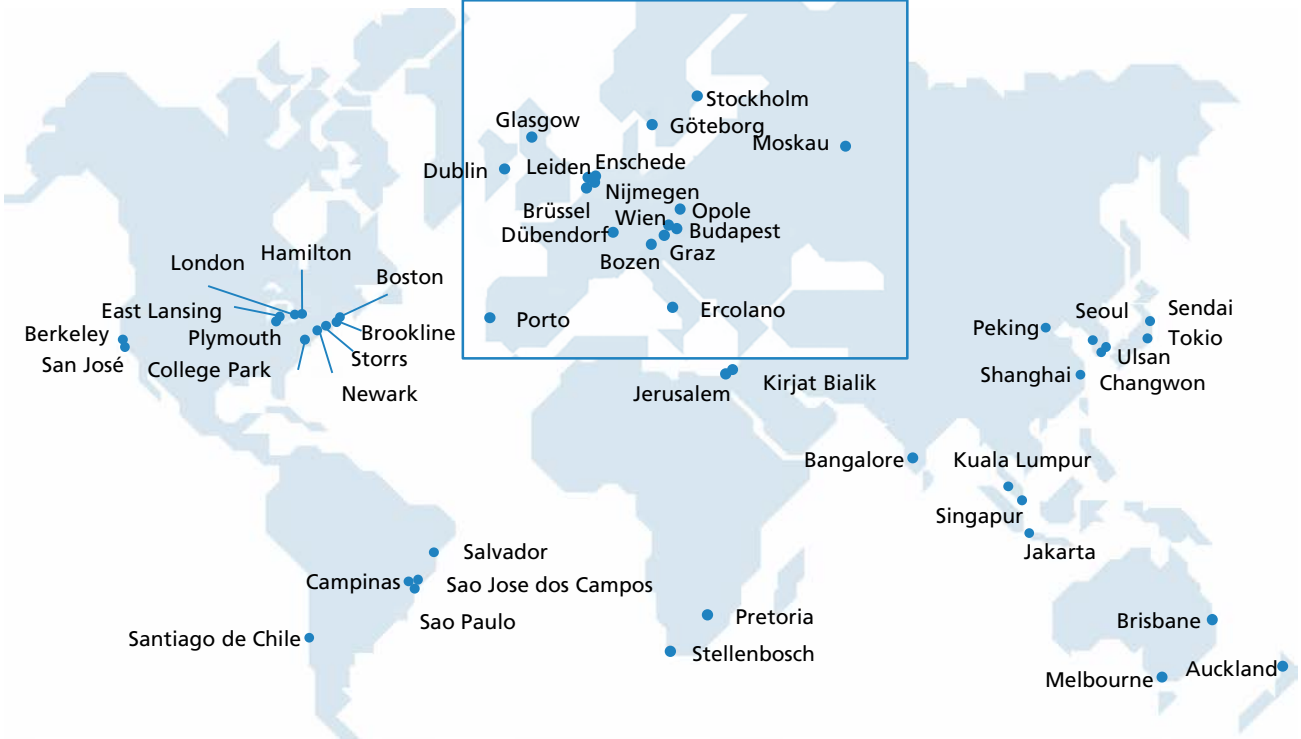 Stockholm
Glasgow
Göteborg
Moskau
Dublin
Leiden
Enschede
Nijmegen
Brüssel
Wien
Opole
Dübendorf
Budapest
Bozen
Graz
Porto
Ercolano
London
Hamilton
Boston
East Lansing
Berkeley
Plymouth
Brookline
San José
College Park
Storrs
Newark
Jerusalem
Kirjat Bialik
Peking
Seoul
Sendai
Tokio
Ulsan
Shanghai
Changwon
Bangalore
Kuala Lumpur
Singapur
Jakarta
Salvador
Campinas
Sao Jose dos Campos
Sao Paulo
Santiago de Chile
Pretoria
Stellenbosch
Brisbane
Melbourne
Auckland